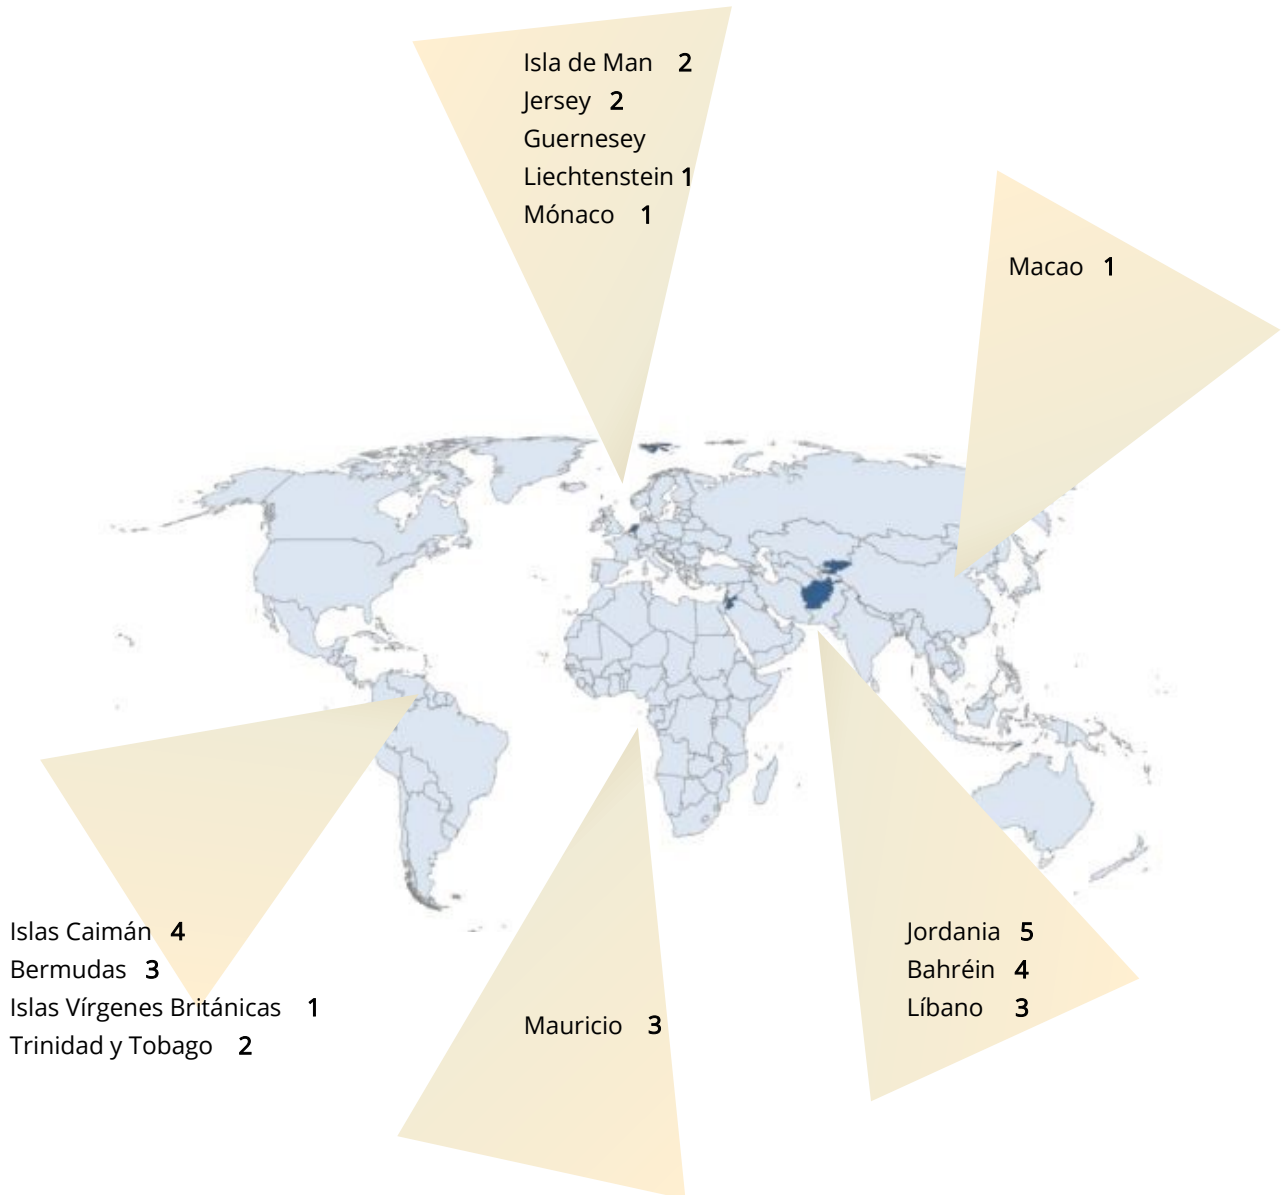 Isla de Man 2
Jersey 2
Guernesey
Liechtenstein 1
Mónaco 1
Macao 1
Islas Caimán 4
Bermudas 3
Islas Vírgenes Británicas 1
Trinidad y Tobago 2
Mauricio 3
Jordania 5
Bahréin 4
Líbano 3